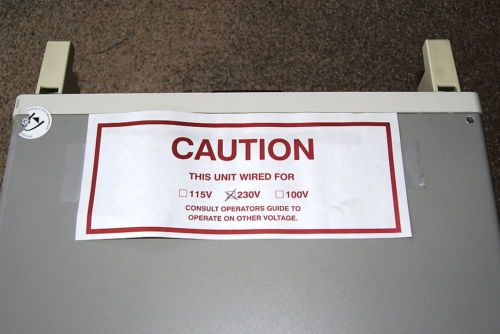 CAUTION
THIS UNIT WIRED FOR
115V 230V 100V
CONSULT OPERATORS GUIDE TO
OPERATE ON OTHER VOLTAGE.